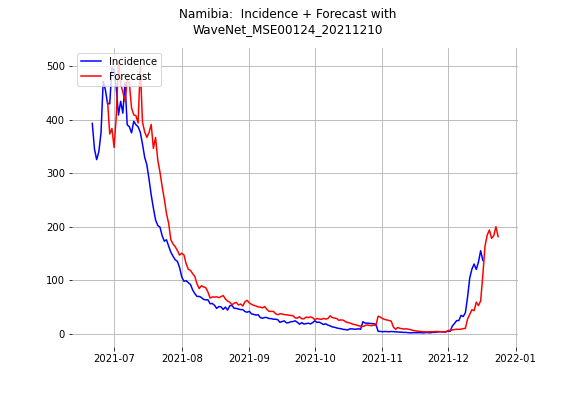 Namibia:  Incidence + Forecast with
WaveNet_MSE00124_20211210
Incidence
Forecast
500
400
300
200
100
0
2021-07 2021-08 2021-09 2021-10 2021-11 2021-12 2022-01